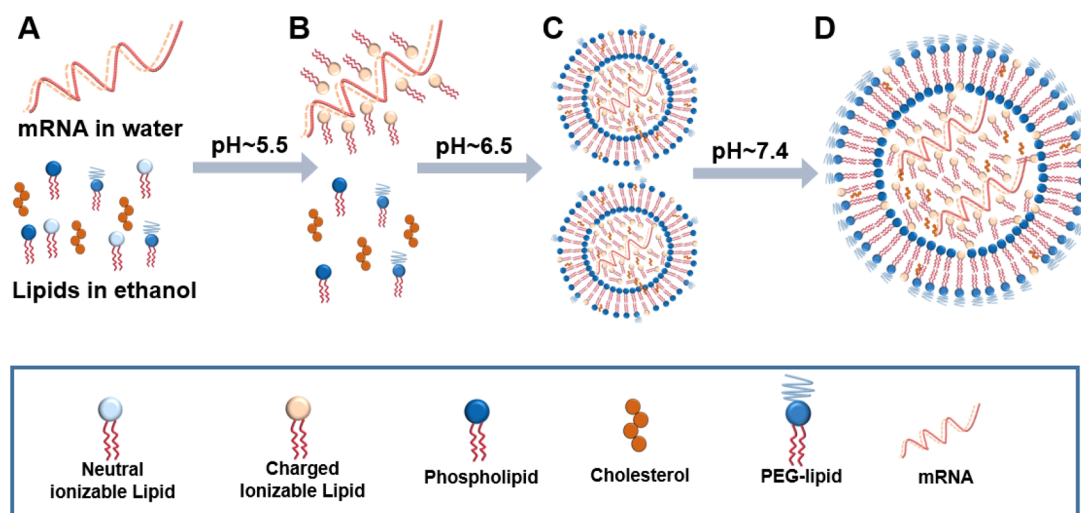 A
B
C
D
mRNA in water
pH~5.5
pH~6.5
pH~7.4
Lipids in ethanol
Neutral
ionizable Lipid
Charged
Ionizable Lipid
Phospholipid
Cholesterol
PEG-lipid
mRNA